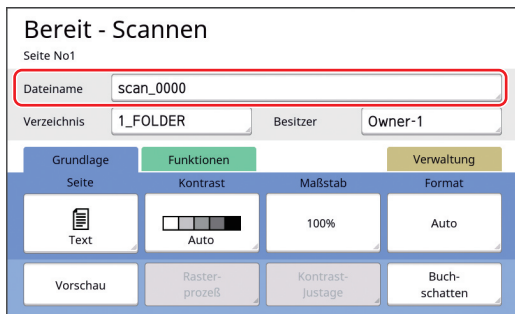 Bereit - Scannen
Seite No1
Dateiname scan_0000
Verzeichnis 1_FOLDER Besitzer Owner-1
Grundlage Funktionen Verwaltung
Seite Kontrast Maßstab Format
Text Auto 100% Auto
Vorschau Raster-
prozeß Kontrast-
Justage Buch-
schatten